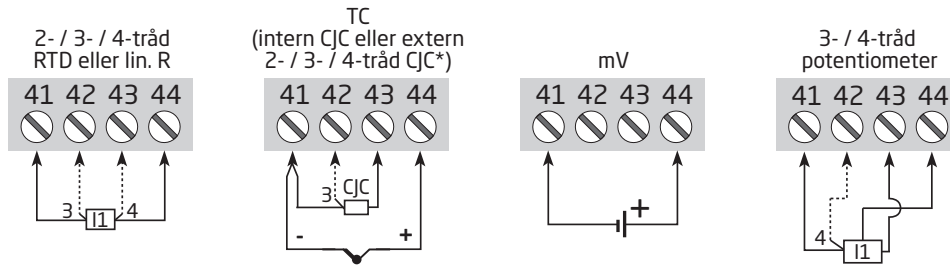 2- / 3- / 4-tråd
RTD eller lin. R
41 42 43 44
3 I1 4
TC
(intern CJC eller extern
2- / 3- / 4-tråd CJC*)
41 42 43 44
3 CJC
- +
mV
41 42 43 44
+
3- / 4-tråd
potentiometer
41 42 43 44
4 I1